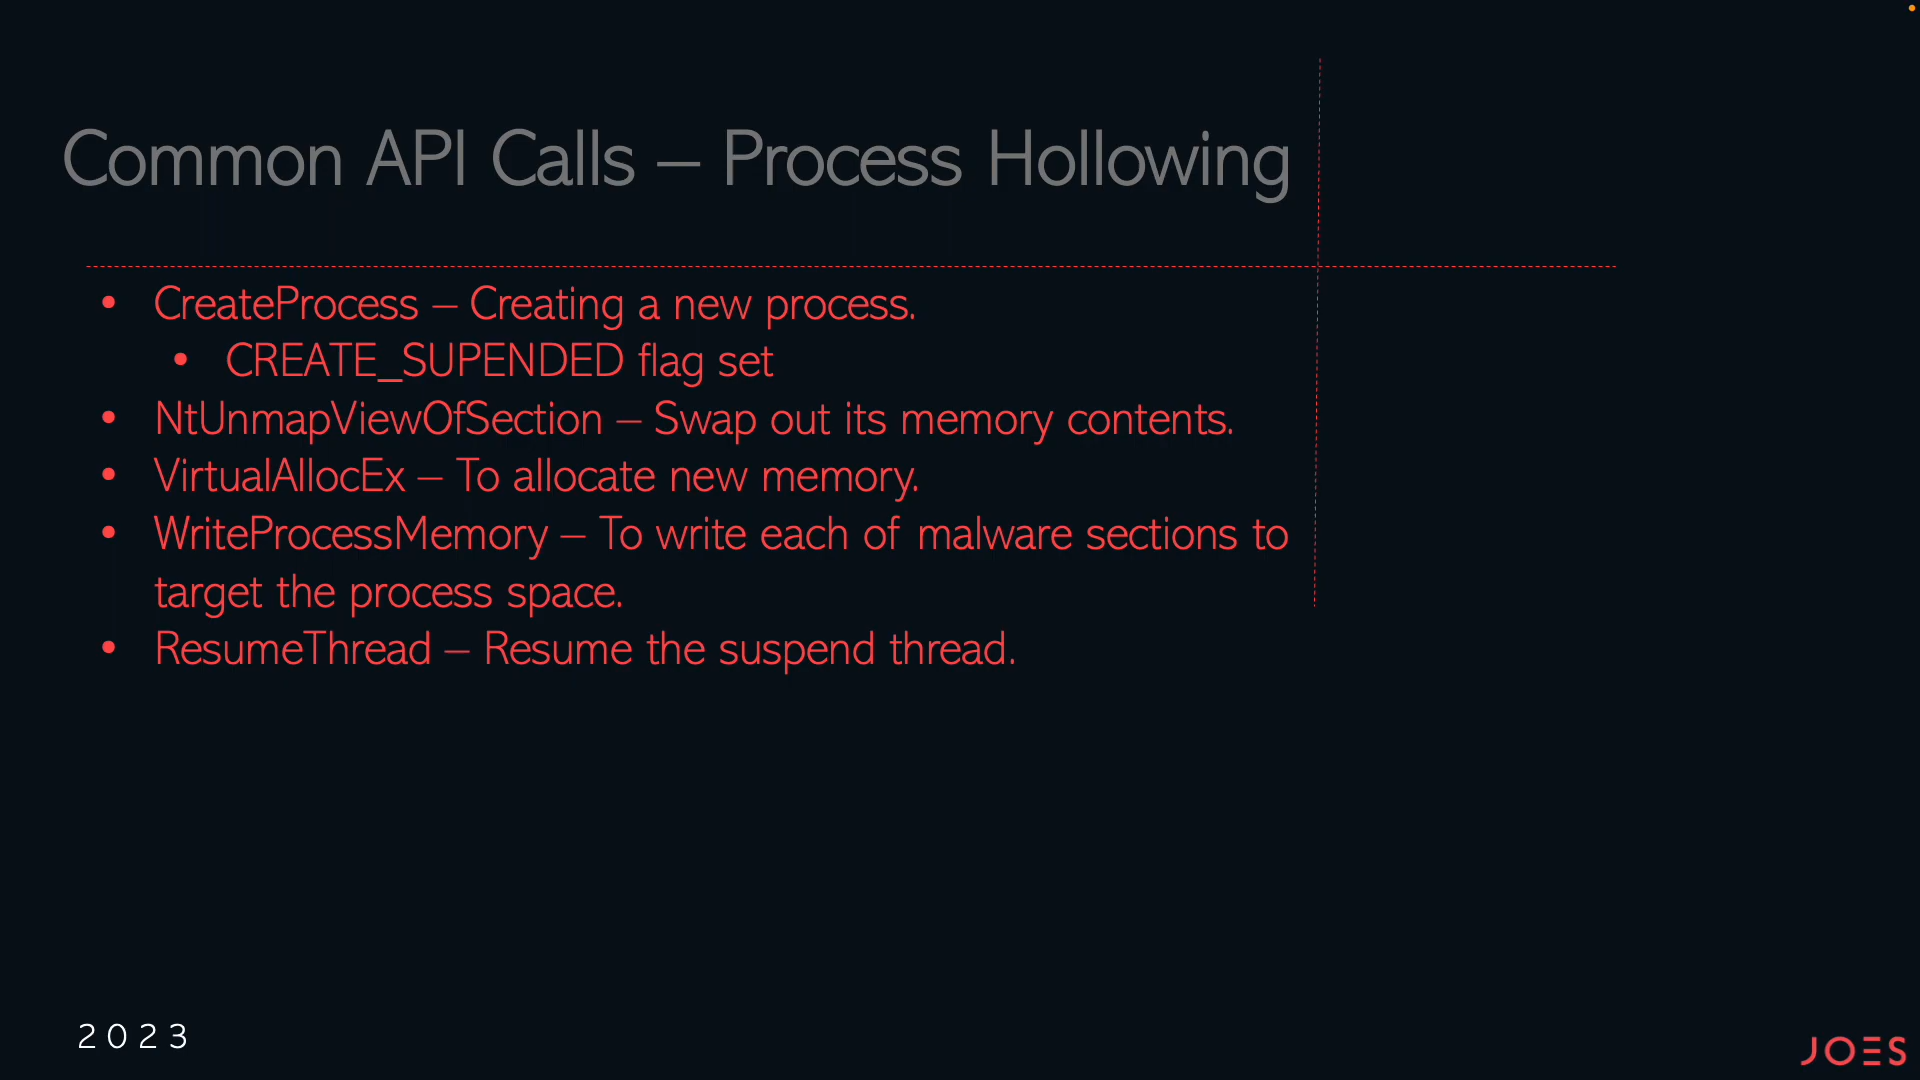 Common API Calls – Process Hollowing
• CreateProcess – Creating a new process.
• CREATE_SUPENDED flag set
• NtUnmapViewOfSection – Swap out its memory contents.
• VirtualAllocEx – To allocate new memory.
• WriteProcessMemory – To write each of malware sections to
target the process space.
• ResumeThread – Resume the suspend thread.
2023
JOES